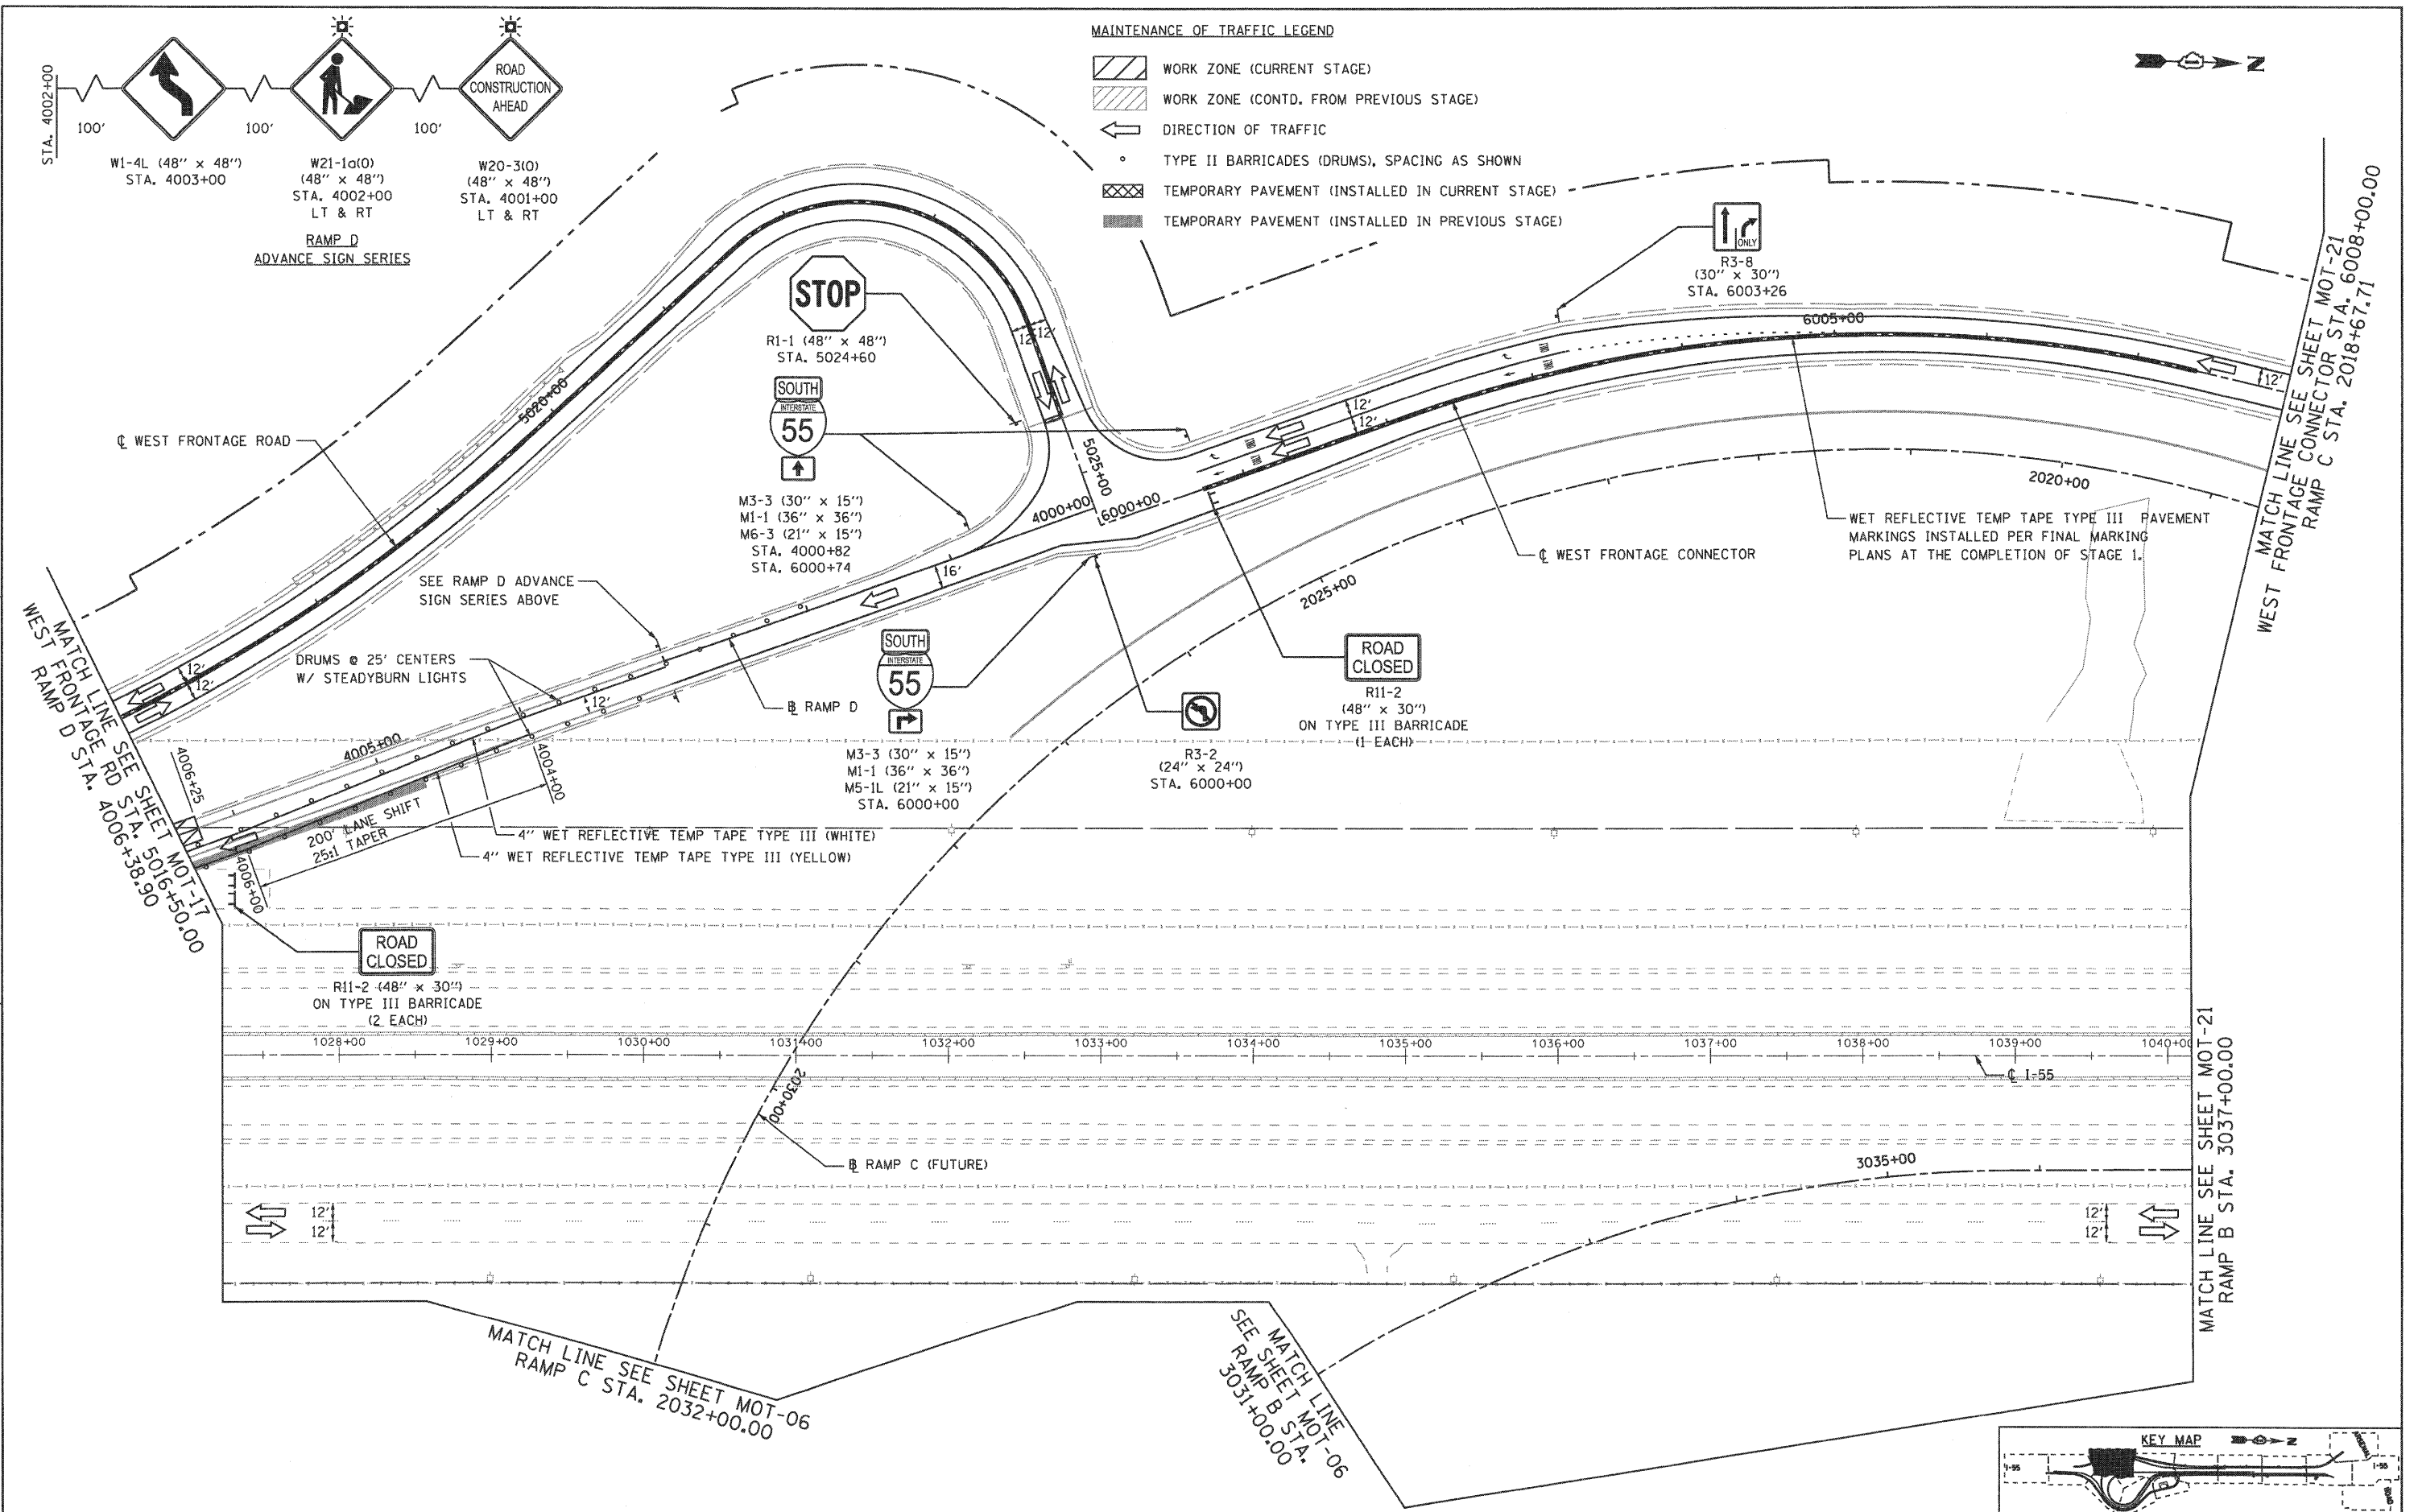 MAINTENANCE OF TRAFFIC LEGEND
WORK ZONE (CURRENT STAGE)
WORK ZONE (CONTD. FROM PREVIOUS STAGE)
DIRECTION OF TRAFFIC
TYPE II BARRICADES (DRUMS), SPACING AS SHOWN
TEMPORARY PAVEMENT (INSTALLED IN CURRENT STAGE)
TEMPORARY PAVEMENT (INSTALLED IN PREVIOUS STAGE)
N
STA. 4002+00
100'
100'
100'
ROAD
CONSTRUCTION
AHEAD
W1-4L (48" x 48")
STA. 4003+00
W21-1a(O)
(48" x 48")
STA. 4002+00
LT & RT
W20-3(O)
(48" x 48")
STA. 4001+00
LT & RT
RAMP D
ADVANCE SIGN SERIES
STOP
R1-1 (48" x 48")
STA. 5024+60
SOUTH
INTERSTATE
55
M3-3 (30" x 15")
M1-1 (36" x 36")
M6-3 (21" x 15")
STA. 4000+82
STA. 6000+74
ONLY
R3-8
(30" x 30")
STA. 6003+26
6005+00
12'
12'
12'
12'
12'
5020+00
5025+00
4000+00
6000+00
℄ WEST FRONTAGE ROAD
℄ WEST FRONTAGE CONNECTOR
2020+00
2025+00
WET REFLECTIVE TEMP TAPE TYPE III PAVEMENT
MARKINGS INSTALLED PER FINAL MARKING
PLANS AT THE COMPLETION OF STAGE 1.
MATCH LINE SEE SHEET MOT-21
WEST FRONTAGE CONNECTOR STA. 6008+00.00
RAMP C STA. 2018+67.71
SEE RAMP D ADVANCE
SIGN SERIES ABOVE
16'
DRUMS @ 25' CENTERS
W/ STEADYBURN LIGHTS
12'
12'
12'
BL RAMP D
SOUTH
INTERSTATE
55
M3-3 (30" x 15")
M1-1 (36" x 36")
M5-1L (21" x 15")
STA. 6000+00
R3-2
(24" x 24")
STA. 6000+00
ROAD
CLOSED
R11-2
(48" x 30")
ON TYPE III BARRICADE
(1 EACH)
MATCH LINE SEE SHEET MOT-17
WEST FRONTAGE RD STA. 5016+50.00
RAMP D STA. 4006+38.90
4006+25
4005+00
4004+00
4006+00
200' LANE SHIFT
25:1 TAPER
4" WET REFLECTIVE TEMP TAPE TYPE III (WHITE)
4" WET REFLECTIVE TEMP TAPE TYPE III (YELLOW)
ROAD
CLOSED
R11-2 (48" x 30")
ON TYPE III BARRICADE
(2 EACH)
1028+00 1029+00 1030+00 1031+00 1032+00 1033+00 1034+00 1035+00 1036+00 1037+00 1038+00 1039+00 1040+00
℄ I-55
2030+00
BL RAMP C (FUTURE)
3035+00
12'
12'
12'
12'
MATCH LINE SEE SHEET MOT-21
RAMP B STA. 3037+00.00
MATCH LINE SEE SHEET MOT-06
RAMP C STA. 2032+00.00
MATCH LINE
SEE SHEET MOT-06
RAMP B STA.
3031+00.00
KEY MAP
N
I-55
I-55